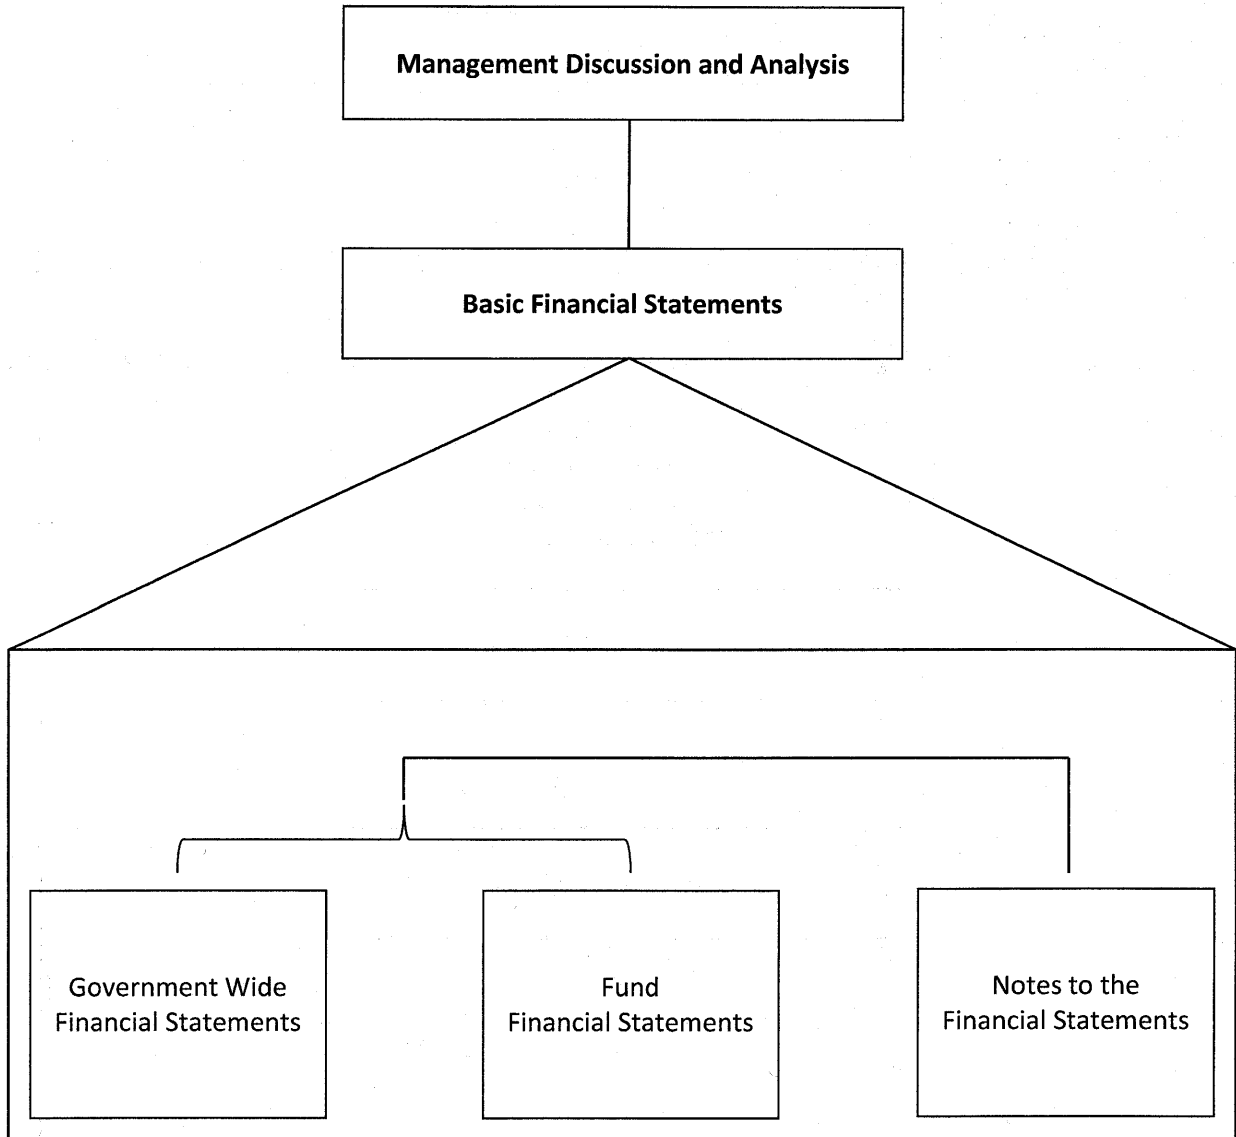 Management Discussion and Analysis
Basic Financial Statements
Government Wide
Financial Statements
Fund
Financial Statements
Notes to the
Financial Statements